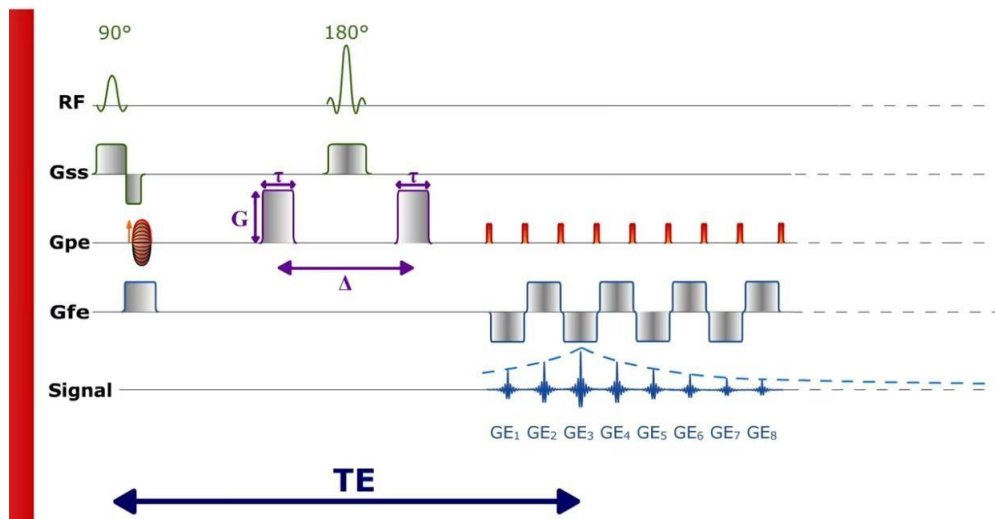 90° 180°
RF
Gss
τ τ
G
Gpe
Δ
Gfe
Signal
GE₁ GE₂ GE₃ GE₄ GE₅ GE₆ GE₇ GE₈
TE